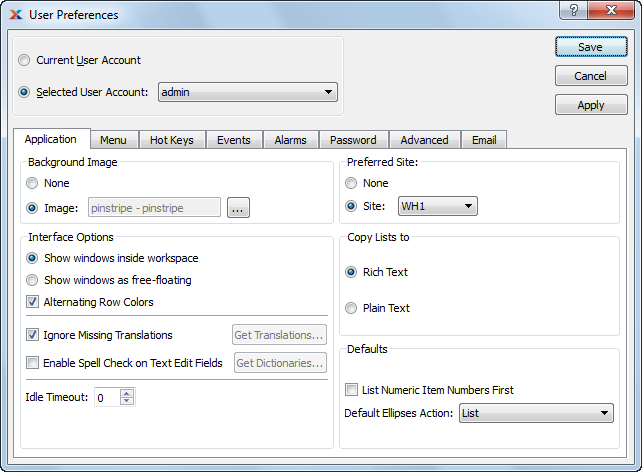 User Preferences
Current User Account
Selected User Account: admin
Save
Cancel
Apply
Application Menu Hot Keys Events Alarms Password Advanced Email
Background Image
None
Image: pinstripe - pinstripe ...
Interface Options
Show windows inside workspace
Show windows as free-floating
Alternating Row Colors
Ignore Missing Translations Get Translations...
Enable Spell Check on Text Edit Fields Get Dictionaries...
Idle Timeout: 0
Preferred Site:
None
Site: WH1
Copy Lists to
Rich Text
Plain Text
Defaults
List Numeric Item Numbers First
Default Ellipses Action: List